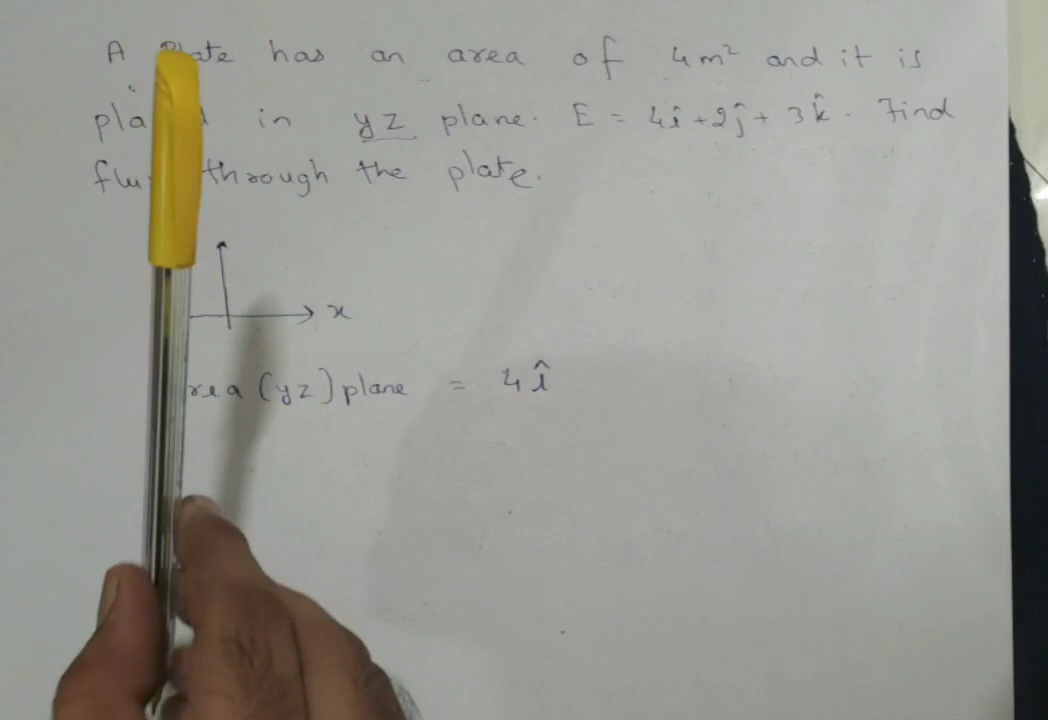 A Plate has an area of 4m² and it is
in yz plane. E = 4î+2ĵ+3k̂. Find
through the plate.
x
(yz) plane = 4î